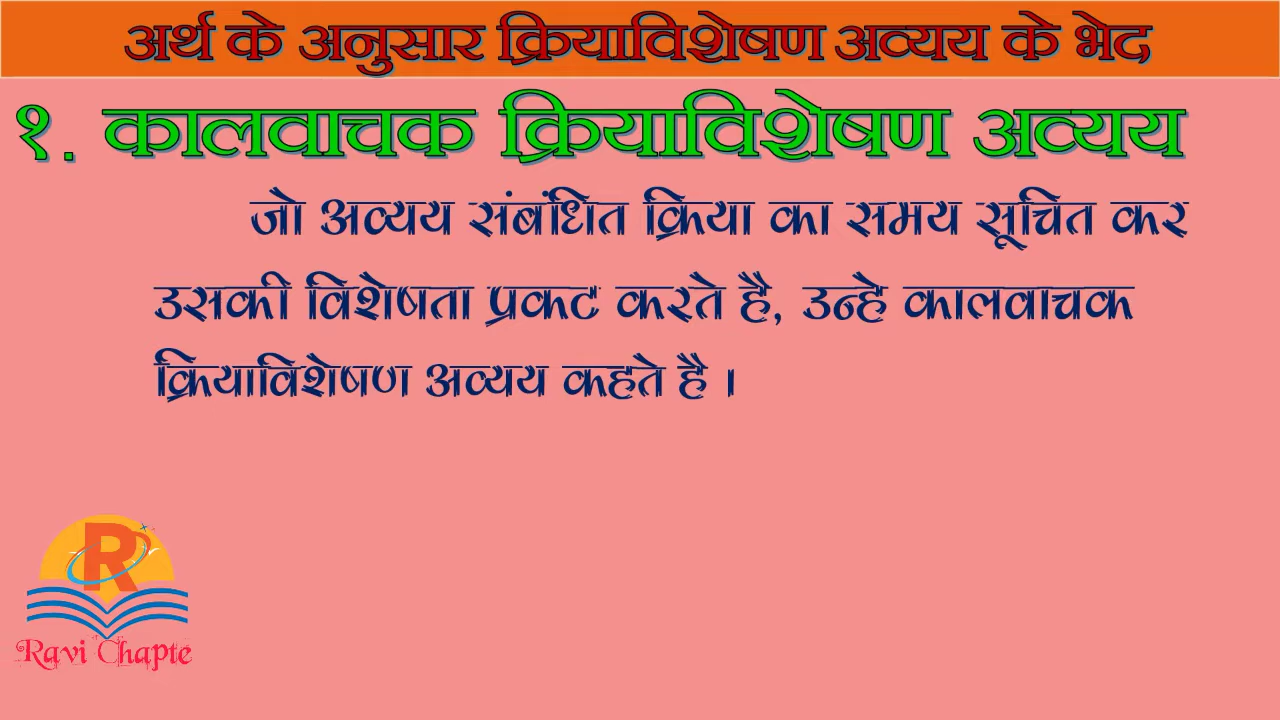 अर्थ के अनुसार क्रियाविशेषण अव्यय के भेद
१. कालवाचक क्रियाविशेषण अव्यय
जो अव्यय संबंधित क्रिया का समय सूचित कर
उसकी विशेषता प्रकट करते है, उन्हे कालवाचक
क्रियाविशेषण अव्यय कहते है ।
R
Ravi Chapte